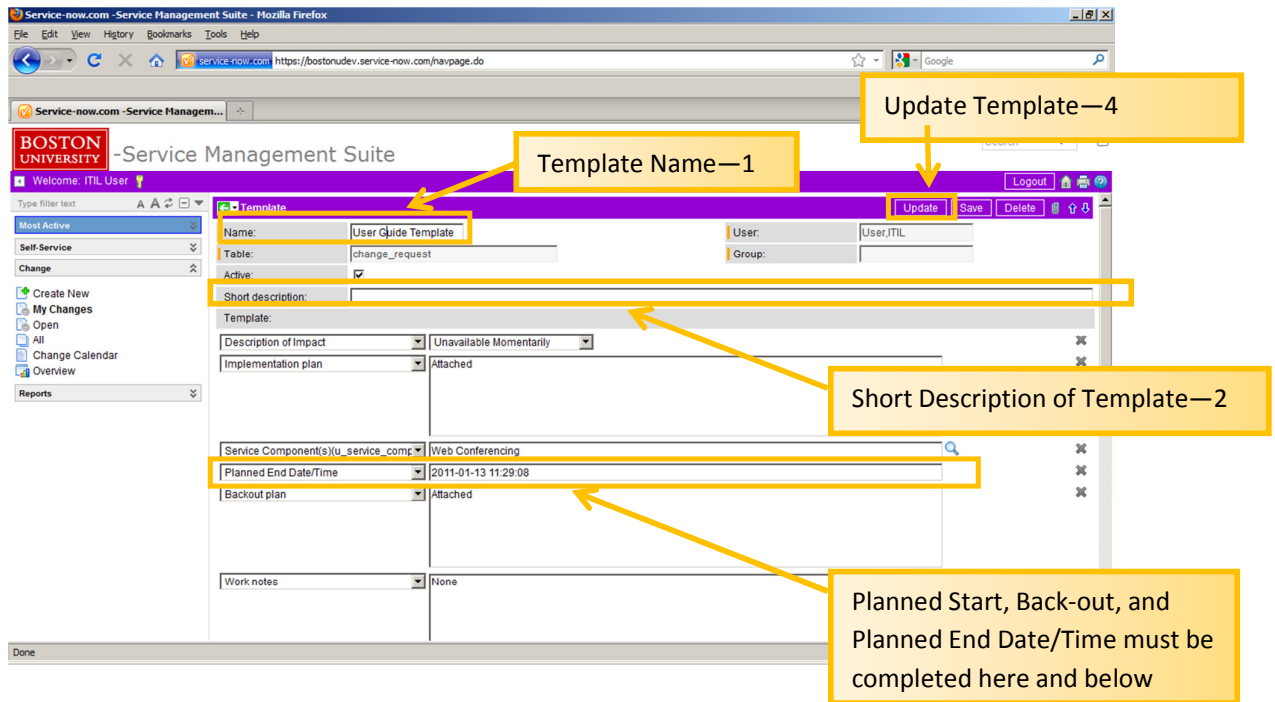 Service-now.com -Service Management Suite - Mozilla Firefox
File Edit View History Bookmarks Tools Help
service-now.com https://bostonudev.service-now.com/navpage.do
Google
Service-now.com -Service Managem...
Update Template—4
BOSTON
UNIVERSITY
-Service Management Suite
Template Name—1
Welcome: ITIL User
Logout
Type filter text
A A
Template
Update Save Delete
Most Active
Name: User Guide Template
User: User,ITIL
Self-Service
Table: change_request
Group:
Change
Active:
Create New
Short description:
My Changes
Template:
Open
All
Description of Impact Unavailable Momentarily
Change Calendar
Implementation plan Attached
Overview
Reports
Short Description of Template—2
Service Component(s)(u_service_comp Web Conferencing
Planned End Date/Time 2011-01-13 11:29:08
Backout plan Attached
Work notes None
Planned Start, Back-out, and
Planned End Date/Time must be
completed here and below
Done